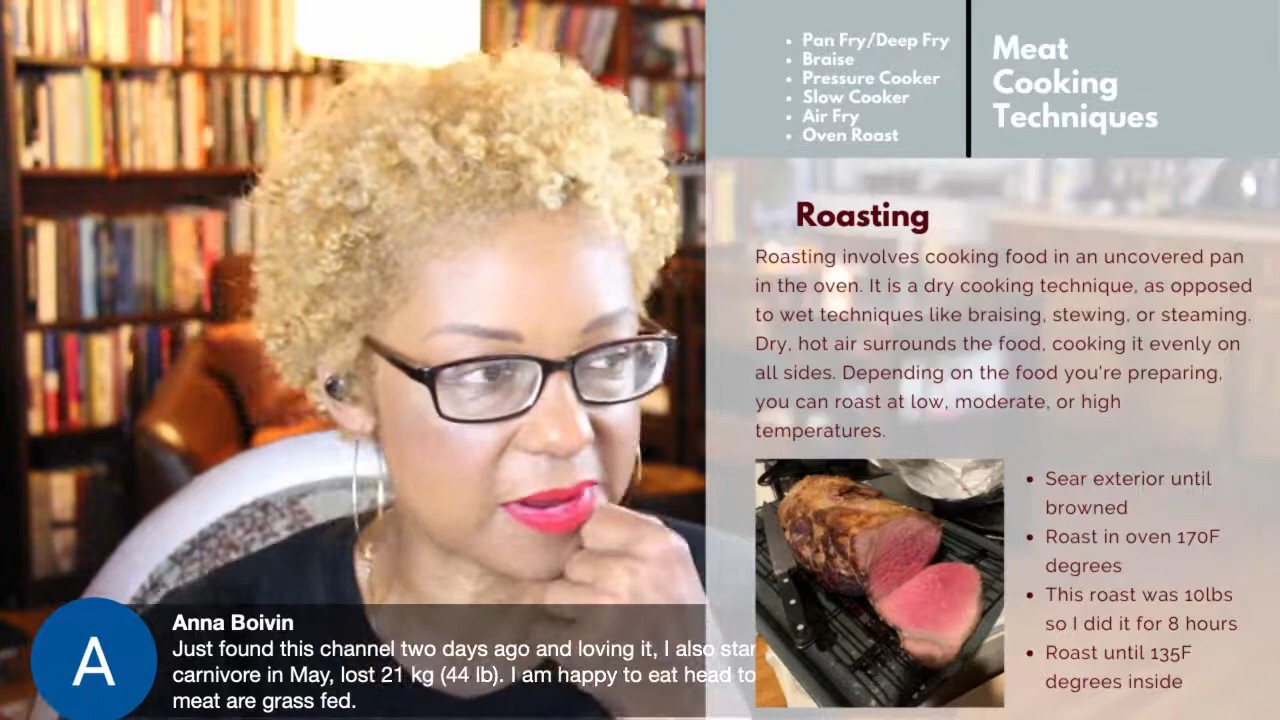 Pan Fry/Deep Fry
Braise
Pressure Cooker
Slow Cooker
Air Fry
Oven Roast
Meat
Cooking
Techniques
Roasting
Roasting involves cooking food in an uncovered pan
in the oven. It is a dry cooking technique, as opposed
to wet techniques like braising, stewing, or steaming.
Dry, hot air surrounds the food, cooking it evenly on
all sides. Depending on the food you're preparing,
you can roast at low, moderate, or high
temperatures.
Sear exterior until
browned
Roast in oven 170F
degrees
This roast was 10lbs
so I did it for 8 hours
Roast until 135F
degrees inside
A
Anna Boivin
Just found this channel two days ago and loving it, I also star
carnivore in May, lost 21 kg (44 lb). I am happy to eat head to
meat are grass fed.